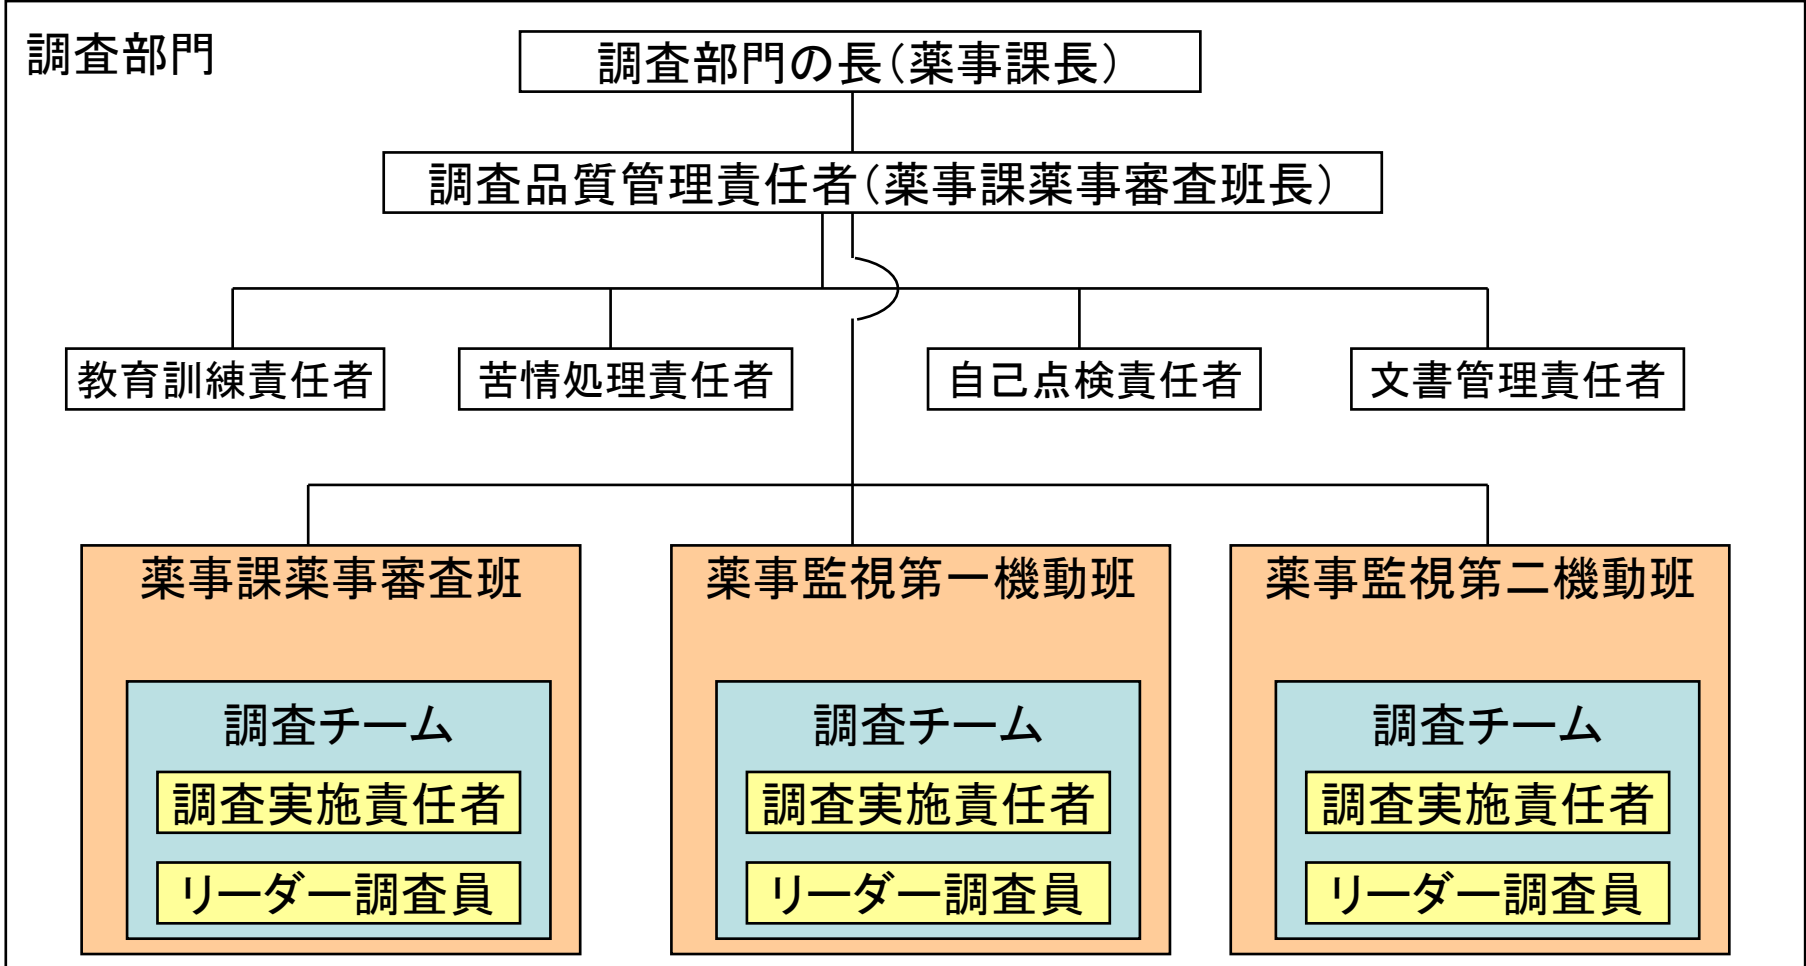 調査部門
調査部門の長（薬事課長）
調査品質管理責任者（薬事課薬事審査班長）
教育訓練責任者
苦情処理責任者
自己点検責任者
文書管理責任者
薬事課薬事審査班
調査チーム
調査実施責任者
リーダー調査員
薬事監視第一機動班
調査チーム
調査実施責任者
リーダー調査員
薬事監視第二機動班
調査チーム
調査実施責任者
リーダー調査員